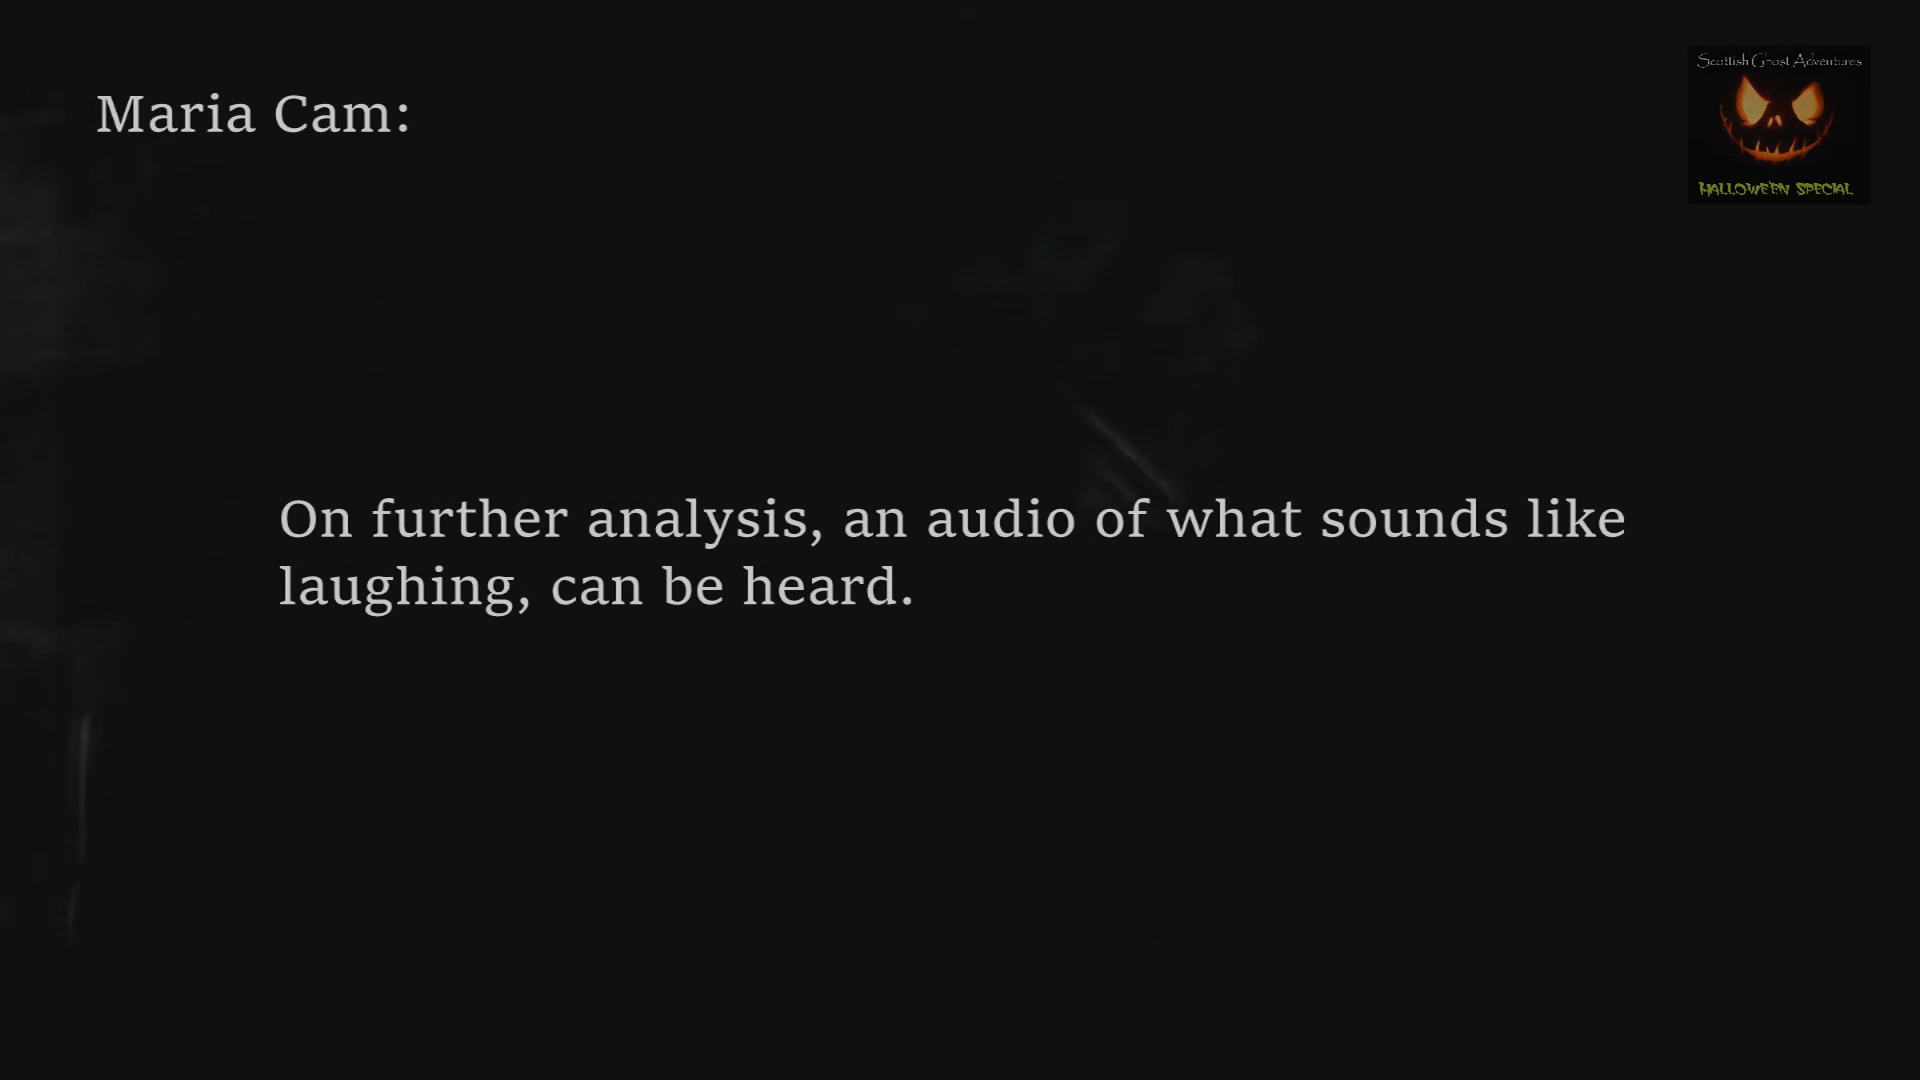 Maria Cam:
Scottish Ghost Adventures
HALLOWEEN SPECIAL
On further analysis, an audio of what sounds like
laughing, can be heard.